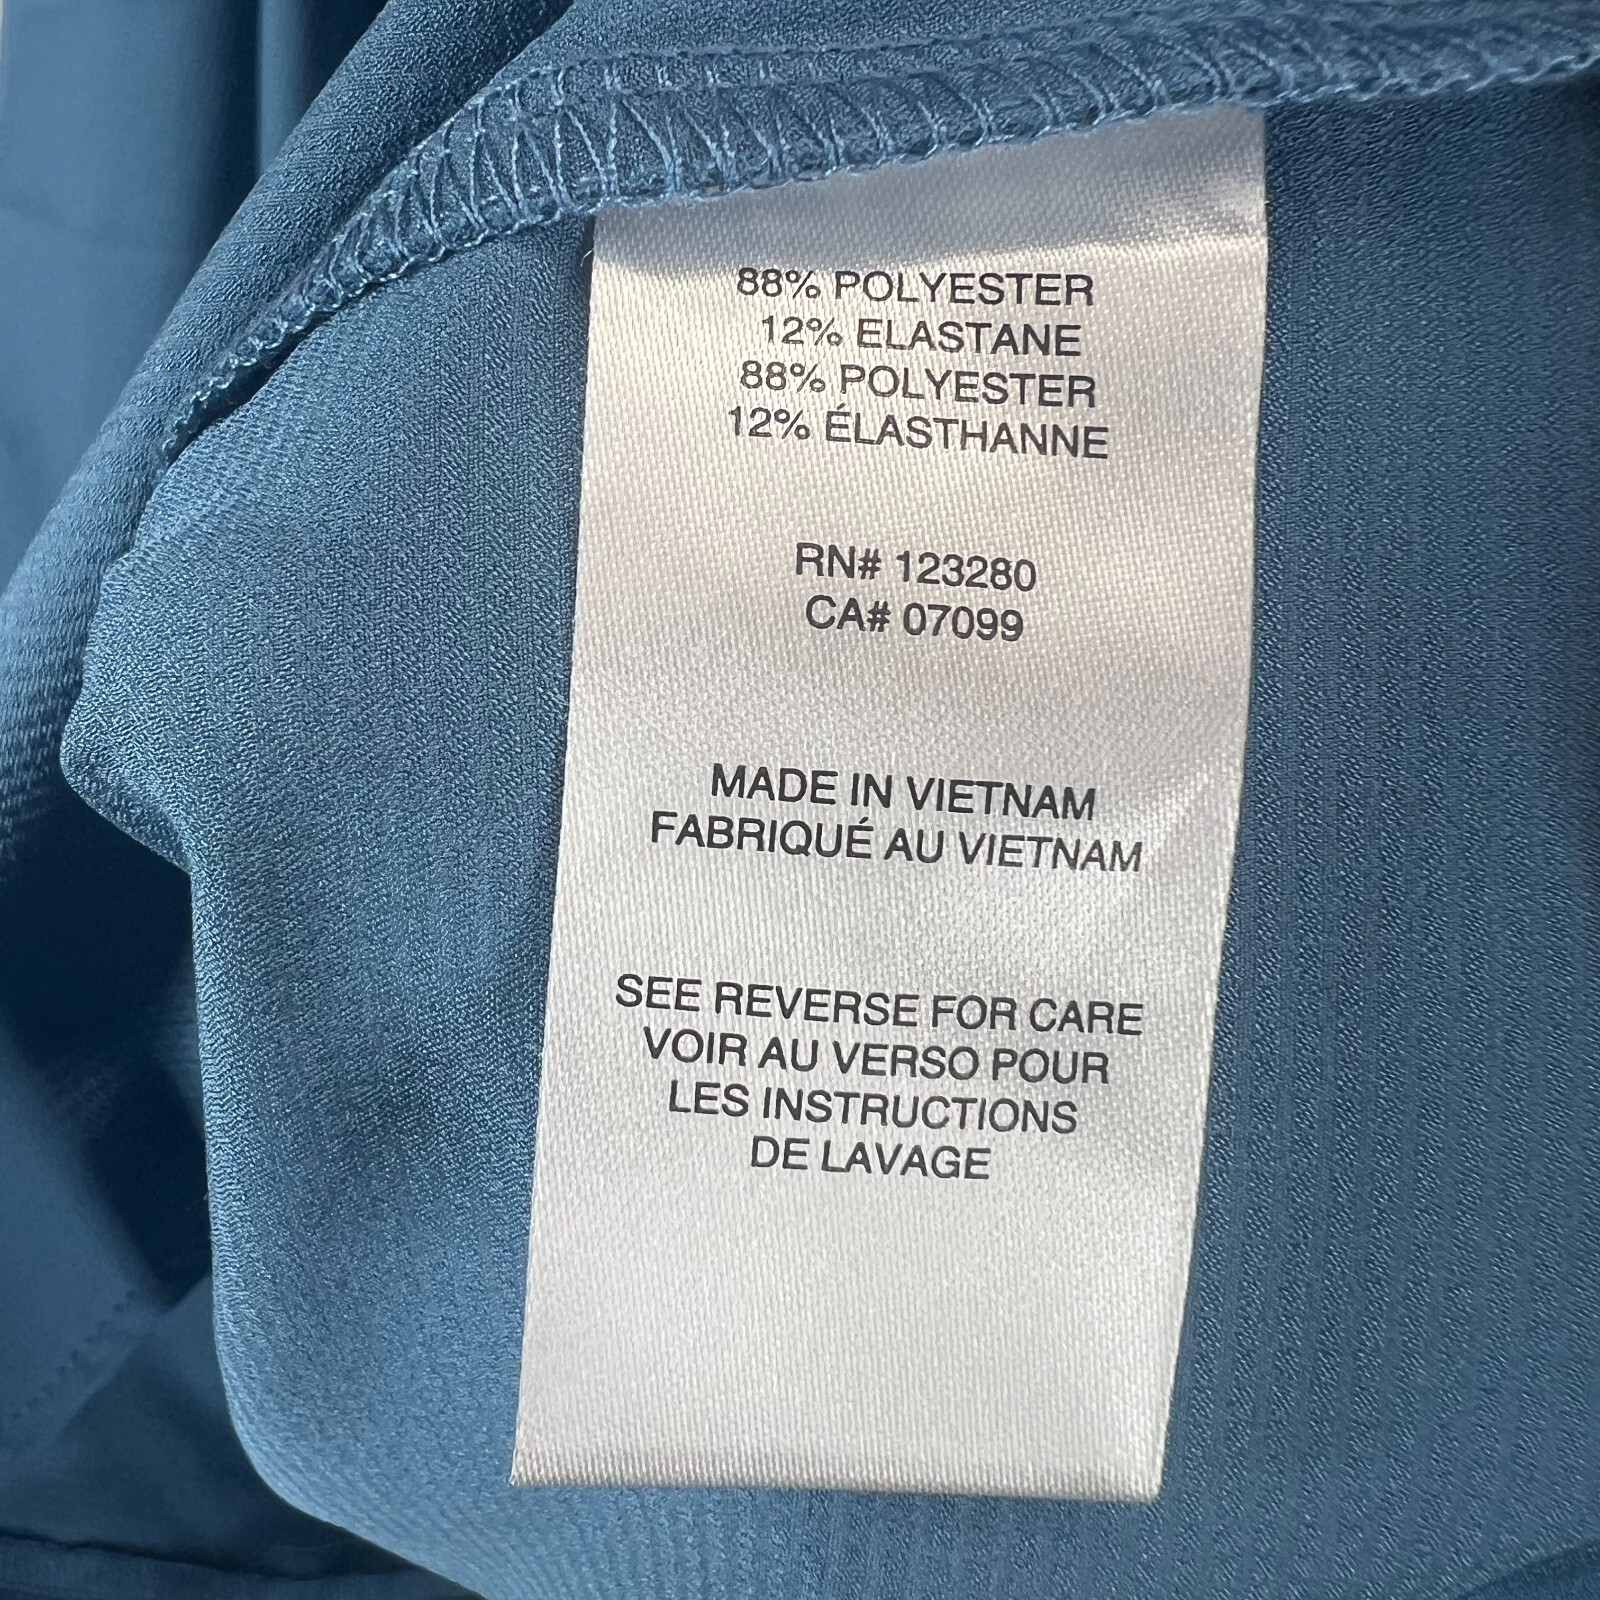 88% POLYESTER
12% ELASTANE
88% POLYESTER
12% ÉLASTHANNE
RN# 123280
CA# 07099
MADE IN VIETNAM
FABRIQUÉ AU VIETNAM
SEE REVERSE FOR CARE
VOIR AU VERSO POUR
LES INSTRUCTIONS
DE LAVAGE